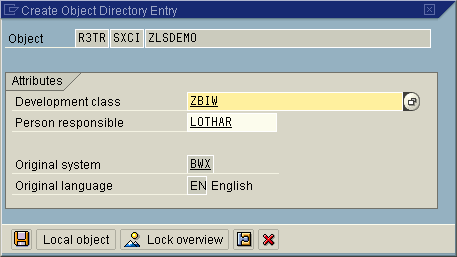 Create Object Directory Entry
Object R3TR SXCI ZLSDEMO
Attributes
Development class ZBIW
Person responsible LOTHAR
Original system BWX
Original language EN English
Local object Lock overview